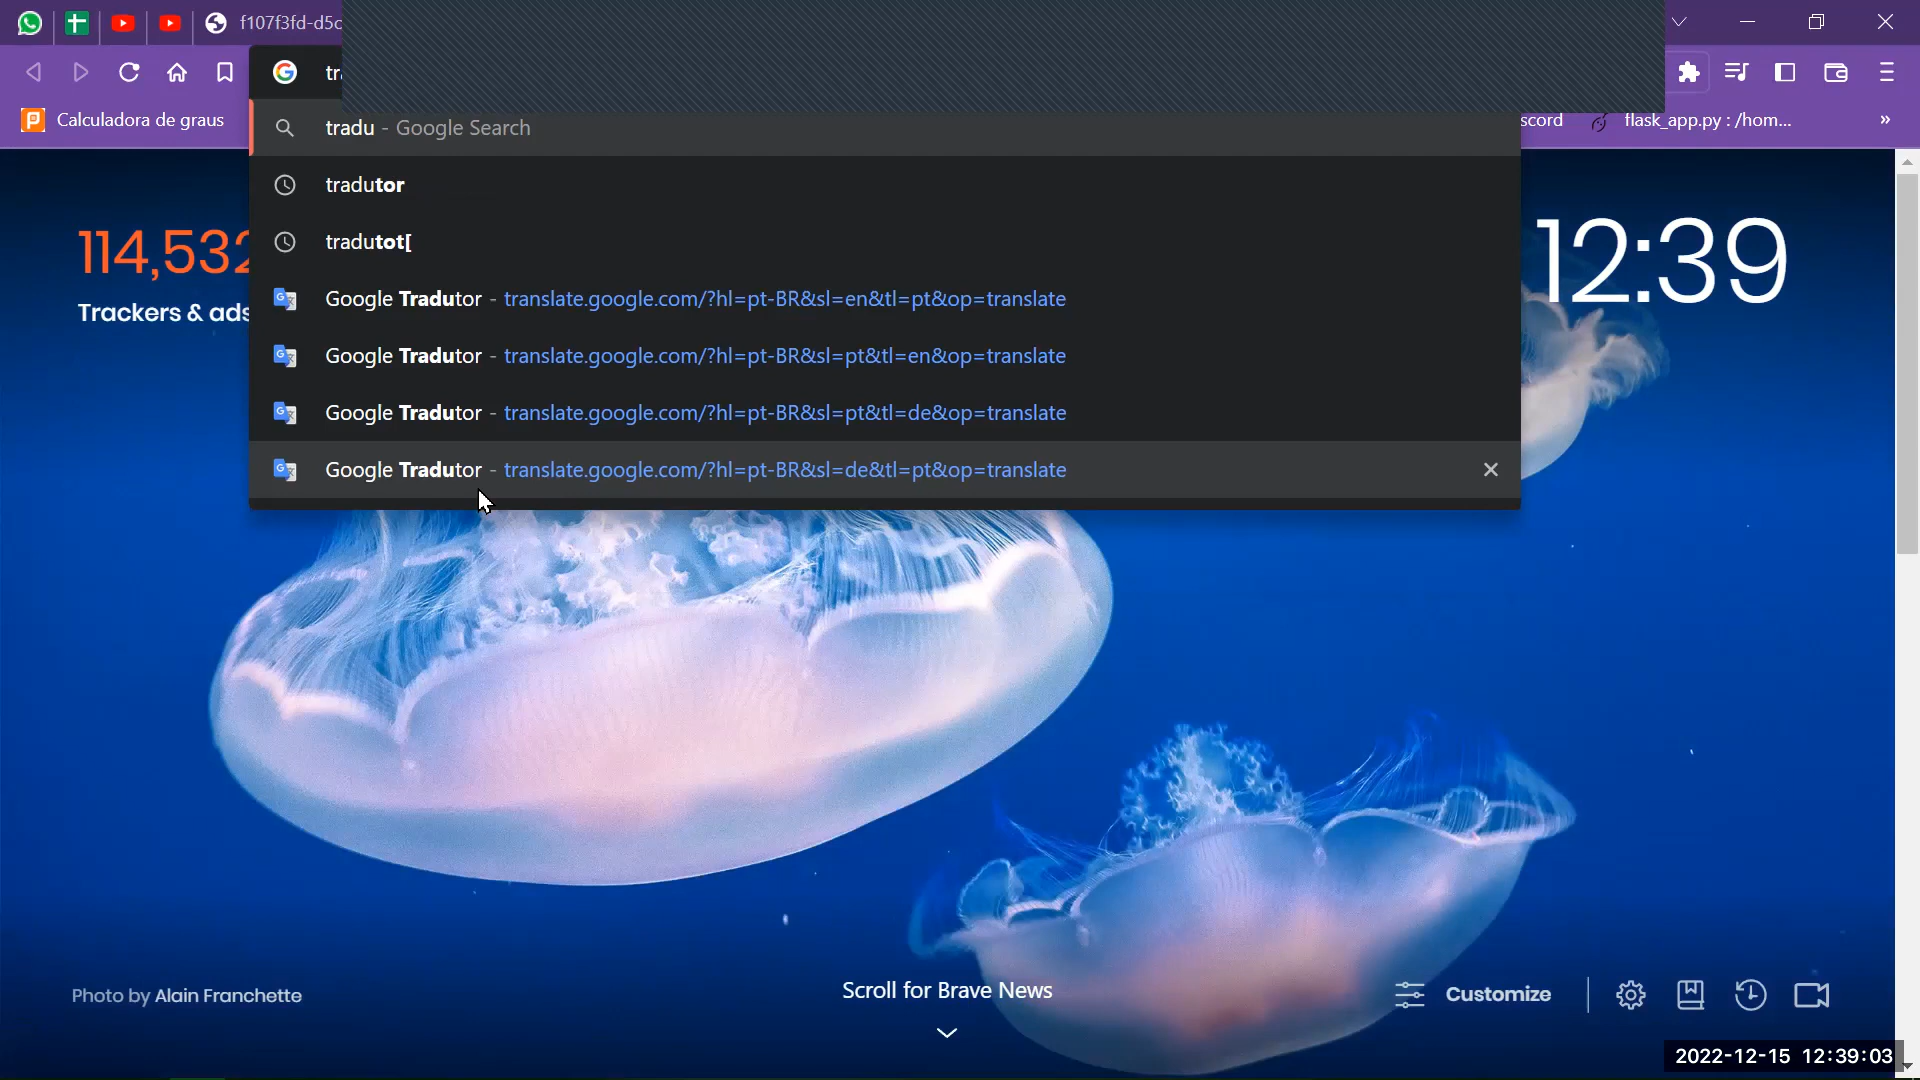 f107f3fd-d5c
tra
Calculadora de graus
scord
flask_app.py : /hom...
»
tradu - Google Search
tradutor
tradutot[
Google Tradutor - translate.google.com/?hl=pt-BR&sl=en&tl=pt&op=translate
Google Tradutor - translate.google.com/?hl=pt-BR&sl=pt&tl=en&op=translate
Google Tradutor - translate.google.com/?hl=pt-BR&sl=pt&tl=de&op=translate
Google Tradutor - translate.google.com/?hl=pt-BR&sl=de&tl=pt&op=translate
114,532
Trackers & ads
12:39
Photo by Alain Franchette
Scroll for Brave News
Customize
2022-12-15 12:39:03